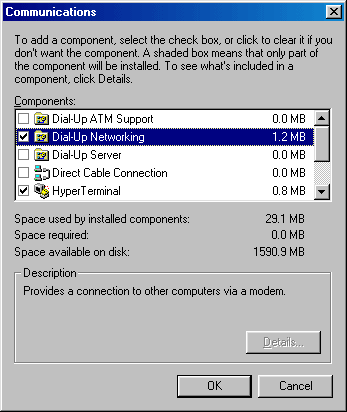 Communications
To add a component, select the check box, or click to clear it if you
don't want the component. A shaded box means that only part of
the component will be installed. To see what's included in a
component, click Details.
Components:
Dial-Up ATM Support 0.0 MB
Dial-Up Networking 1.2 MB
Dial-Up Server 0.0 MB
Direct Cable Connection 0.0 MB
HyperTerminal 0.8 MB
Space used by installed components: 29.1 MB
Space required: 0.0 MB
Space available on disk: 1590.9 MB
Description
Provides a connection to other computers via a modem.
Details...
OK Cancel